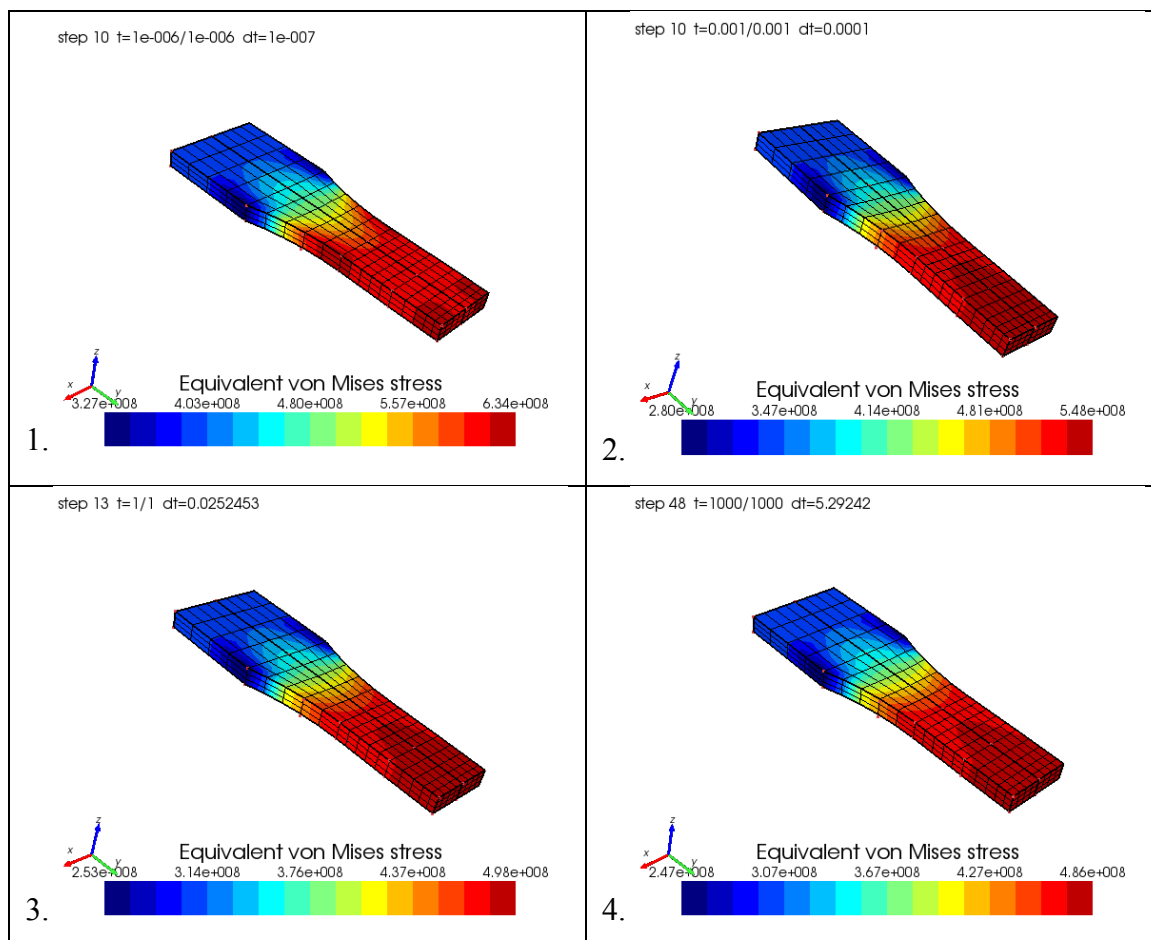 step 10 t=1e-006/1e-006 dt=1e-007
z
x
y
Equivalent von Mises stress
3.27e+008 4.03e+008 4.80e+008 5.57e+008 6.34e+008
1.
step 10 t=0.001/0.001 dt=0.0001
z
x
y
Equivalent von Mises stress
2.80e+008 3.47e+008 4.14e+008 4.81e+008 5.48e+008
2.
step 13 t=1/1 dt=0.0252453
z
x
y
Equivalent von Mises stress
2.53e+008 3.14e+008 3.76e+008 4.37e+008 4.98e+008
3.
step 48 t=1000/1000 dt=5.29242
z
x
y
Equivalent von Mises stress
2.47e+008 3.07e+008 3.67e+008 4.27e+008 4.86e+008
4.